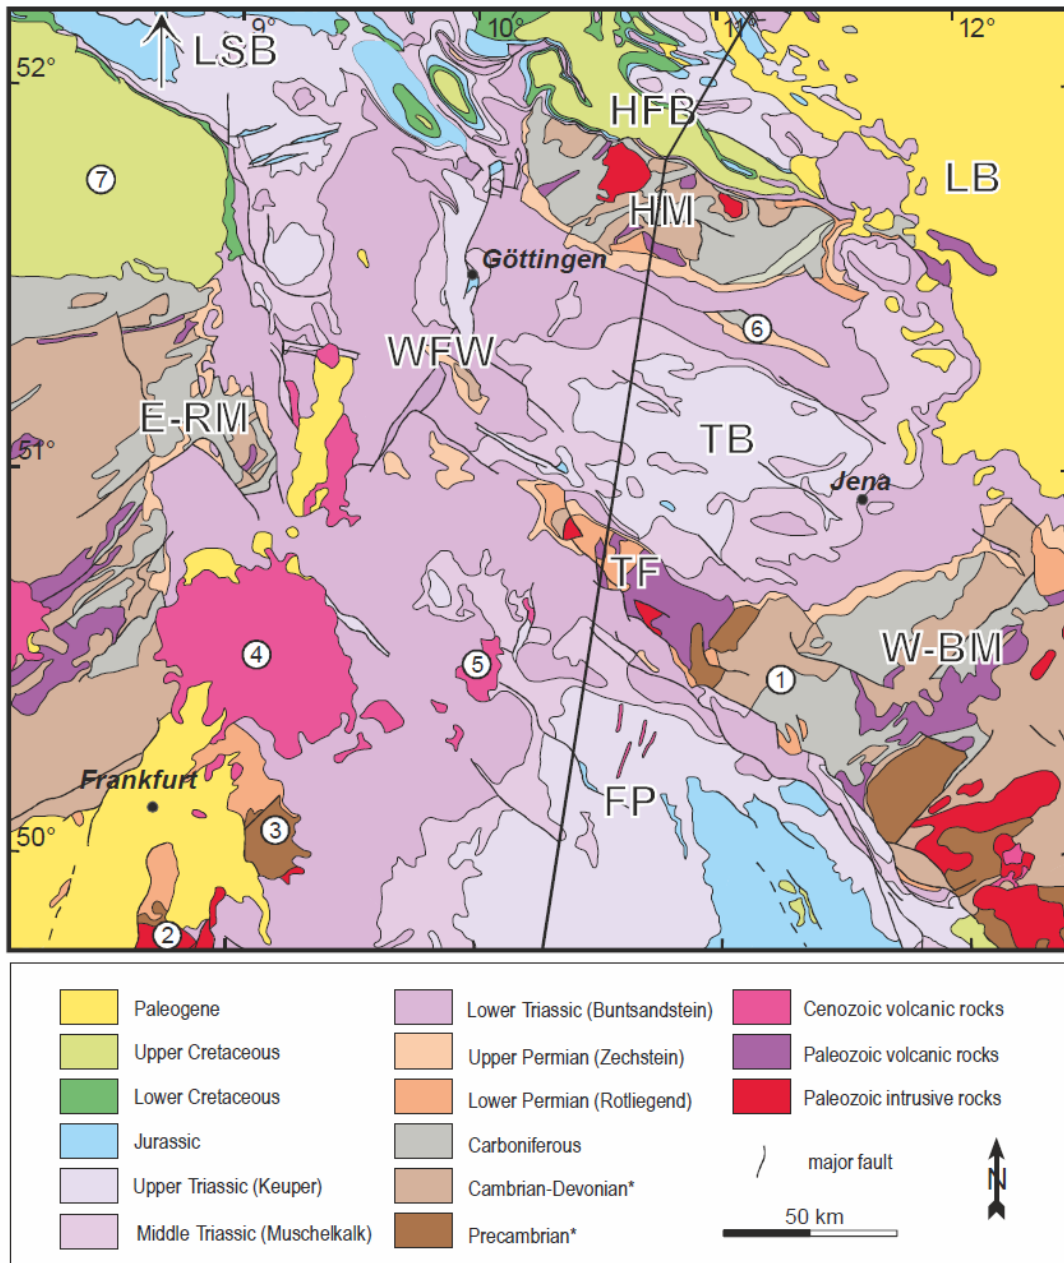 9°
10°
11°
12°
LSB
52°
HFB
7
LB
HM
Göttingen
6
WFW
E-RM
TB
51°
Jena
TF
W-BM
4
5
1
Frankfurt
FP
3
50°
2
Paleogene
Upper Cretaceous
Lower Cretaceous
Jurassic
Upper Triassic (Keuper)
Middle Triassic (Muschelkalk)
Lower Triassic (Buntsandstein)
Upper Permian (Zechstein)
Lower Permian (Rotliegend)
Carboniferous
Cambrian-Devonian*
Precambrian*
Cenozoic volcanic rocks
Paleozoic volcanic rocks
Paleozoic intrusive rocks
major fault
N
50 km